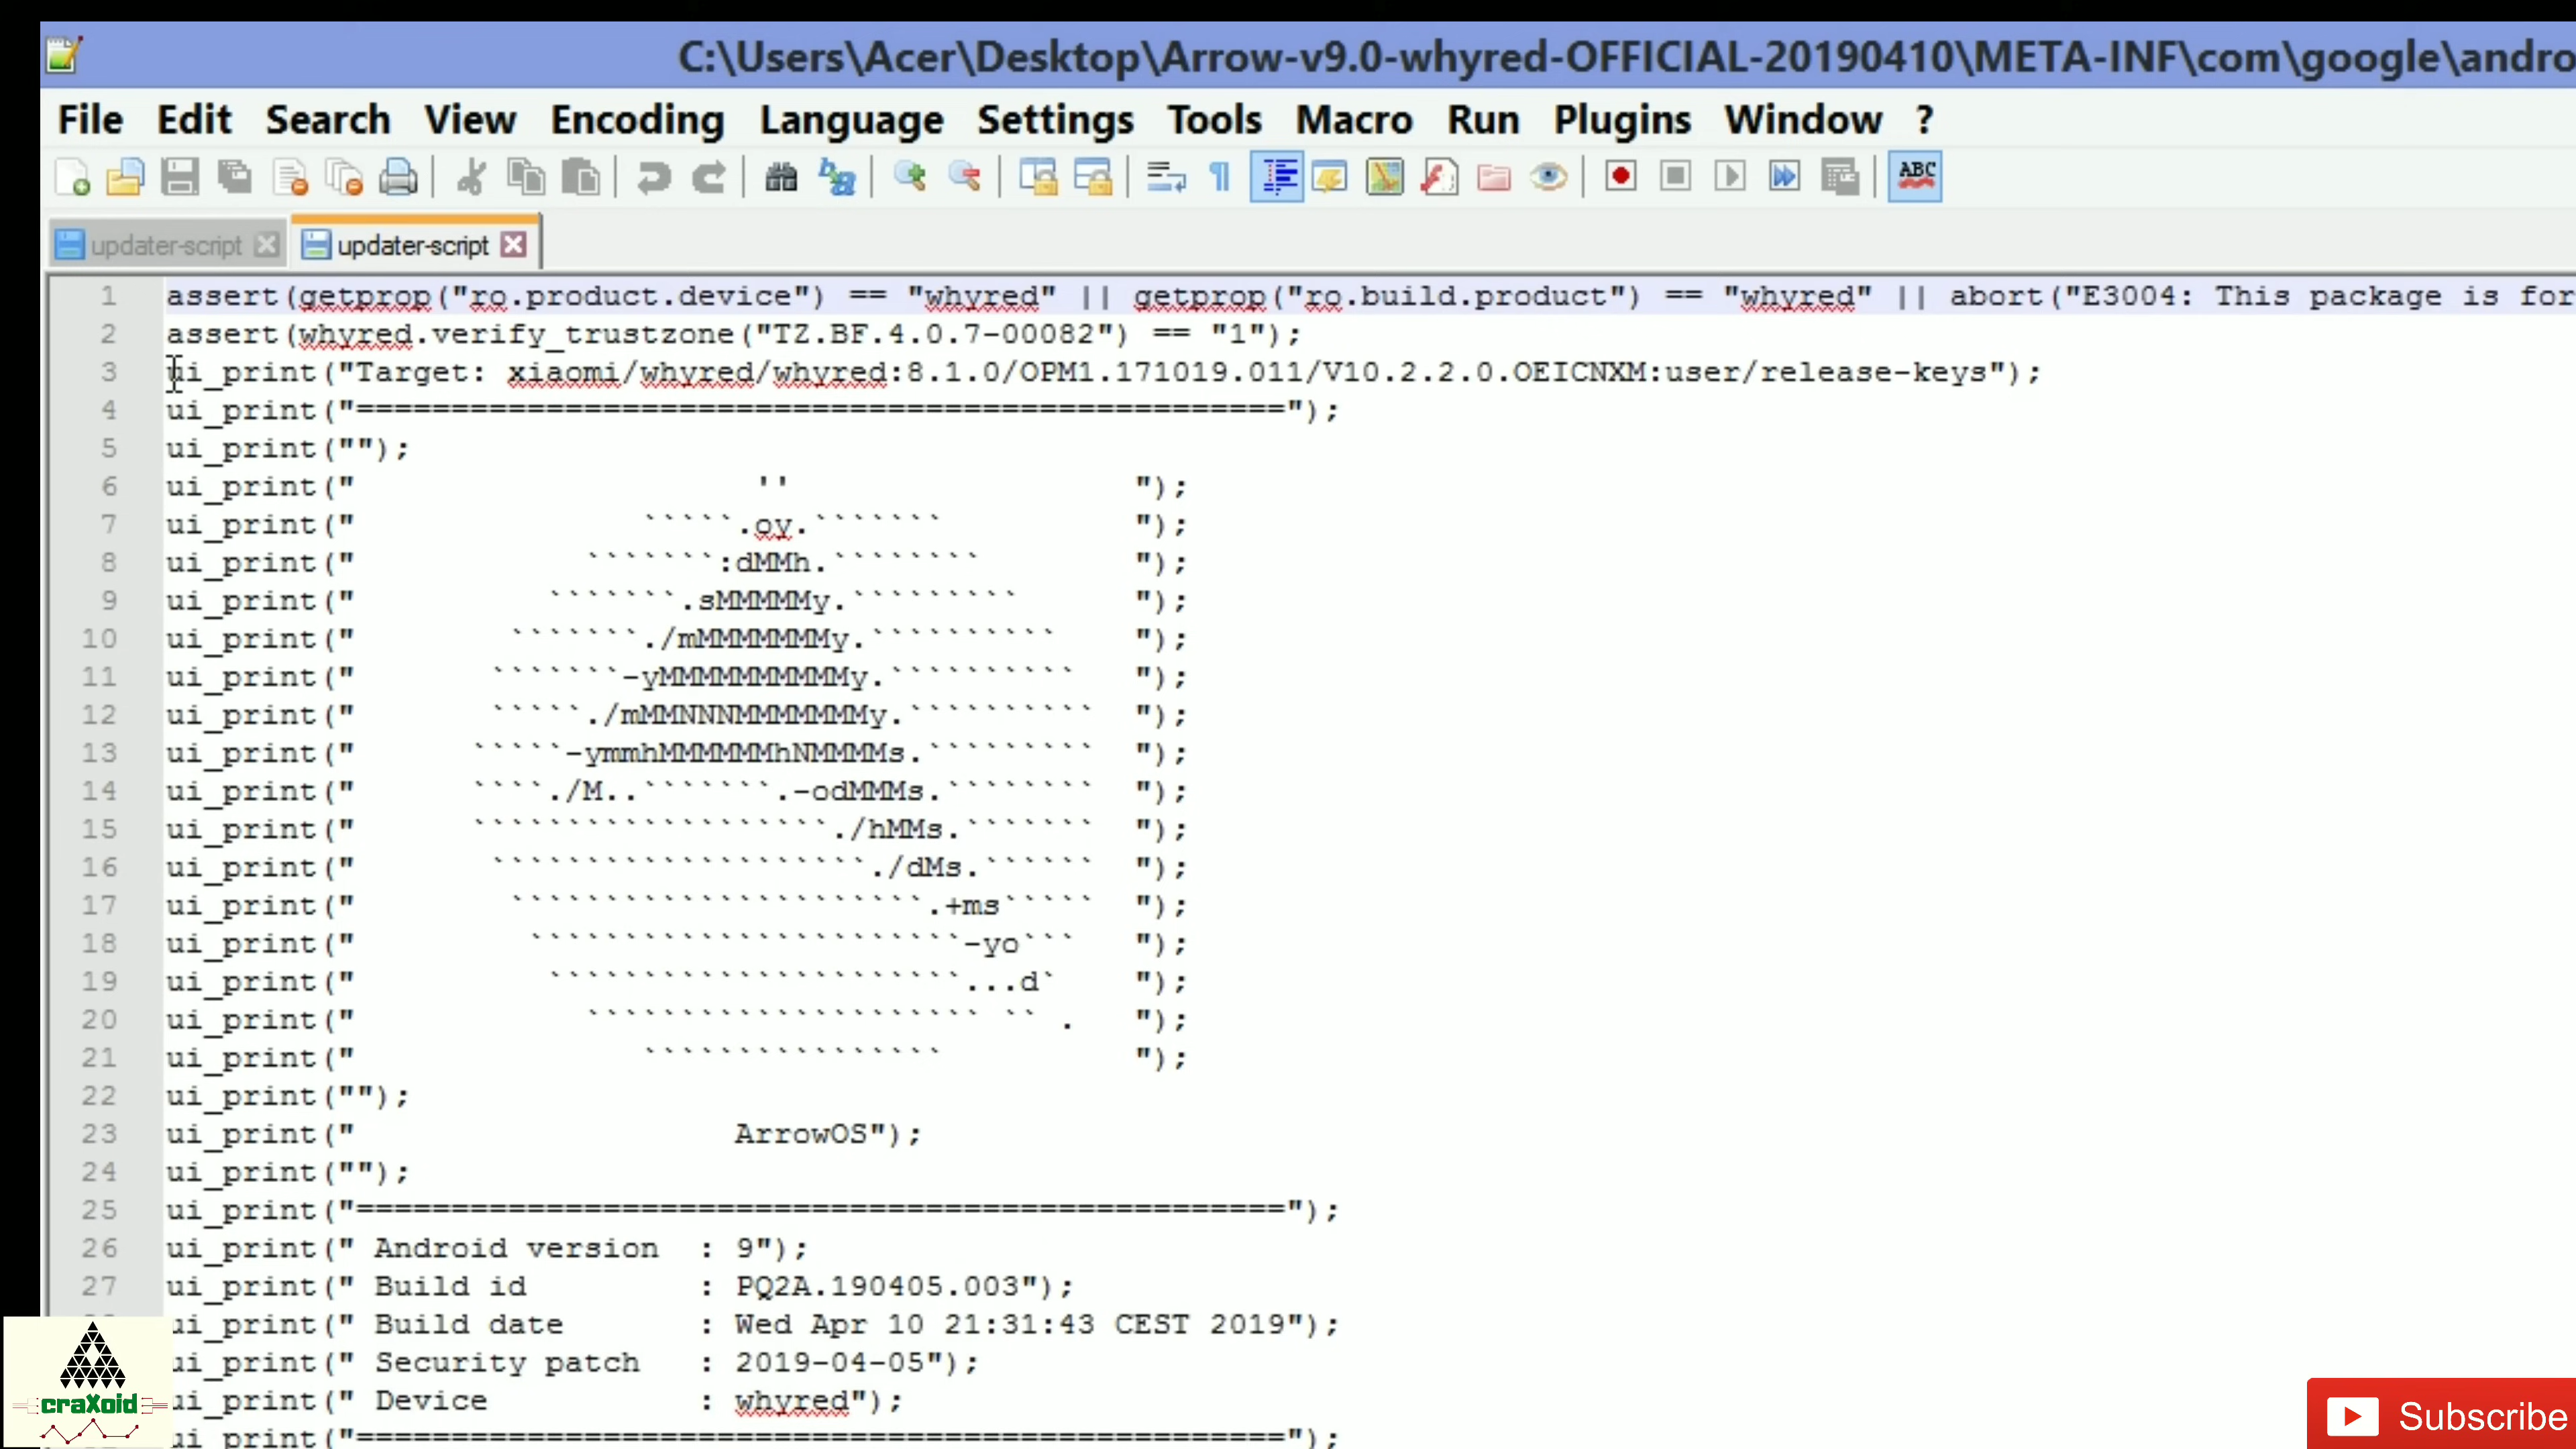 C:\Users\Acer\Desktop\Arrow-v9.0-whyred-OFFICIAL-20190410\META-INF\com\google\andro
File Edit Search View Encoding Language Settings Tools Macro Run Plugins Window ?
ABC
updater-script updater-script
1 assert(getprop("ro.product.device") == "whyred" || getprop("ro.build.product") == "whyred" || abort("E3004: This package is for
2 assert(whyred.verify_trustzone("TZ.BF.4.0.7-00082") == "1");
3 ui_print("Target: xiaomi/whyred/whyred:8.1.0/OPM1.171019.011/V10.2.2.0.OEICNXM:user/release-keys");
4 ui_print("=================================================");
5 ui_print("");
6 ui_print("                     ''                  ");
7 ui_print("               `````.oy.```````          ");
8 ui_print("            ```````:dMMh.````````        ");
9 ui_print("          ```````.sMMMMMy.`````````      ");
10 ui_print("        ```````./mMMMMMMMy.``````````    ");
11 ui_print("       ```````-yMMMMMMMMMMy.``````````   ");
12 ui_print("       `````./mMMNNNMMMMMMMy.``````````  ");
13 ui_print("      `````-ymmhMMMMMMhNMMMMs.`````````  ");
14 ui_print("      ````./M..```````.-odMMMs.````````  ");
15 ui_print("      ```````````````````./hMMs.```````  ");
16 ui_print("       ````````````````````./dMs.``````  ");
17 ui_print("        ``````````````````````.+ms`````  ");
18 ui_print("         ```````````````````````-yo```   ");
19 ui_print("          ``````````````````````...d`    ");
20 ui_print("            ````````````````````` `` .   ");
21 ui_print("               ````````````````          ");
22 ui_print("");
23 ui_print("                    ArrowOS");
24 ui_print("");
25 ui_print("=================================================");
26 ui_print(" Android version  : 9");
27 ui_print(" Build id         : PQ2A.190405.003");
ui_print(" Build date       : Wed Apr 10 21:31:43 CEST 2019");
ui_print(" Security patch   : 2019-04-05");
ui_print(" Device           : whyred");
ui_print("=================================================");
craXoid
Subscribe